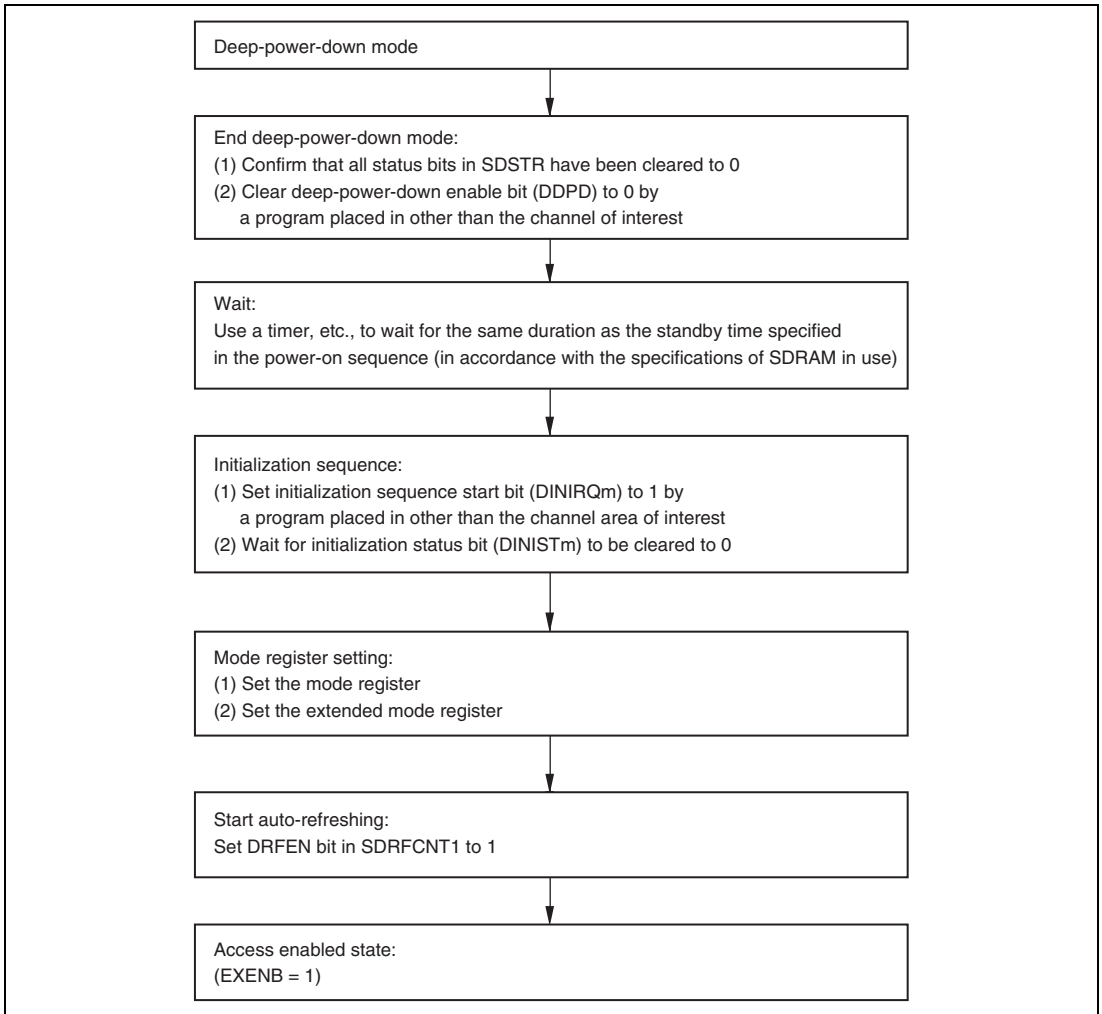 Deep-power-down mode
End deep-power-down mode:
(1) Confirm that all status bits in SDSTR have been cleared to 0
(2) Clear deep-power-down enable bit (DDPD) to 0 by
a program placed in other than the channel of interest
Wait:
Use a timer, etc., to wait for the same duration as the standby time specified
in the power-on sequence (in accordance with the specifications of SDRAM in use)
Initialization sequence:
(1) Set initialization sequence start bit (DINIRQm) to 1 by
a program placed in other than the channel area of interest
(2) Wait for initialization status bit (DINISTm) to be cleared to 0
Mode register setting:
(1) Set the mode register
(2) Set the extended mode register
Start auto-refreshing:
Set DRFEN bit in SDRFCNT1 to 1
Access enabled state:
(EXENB = 1)